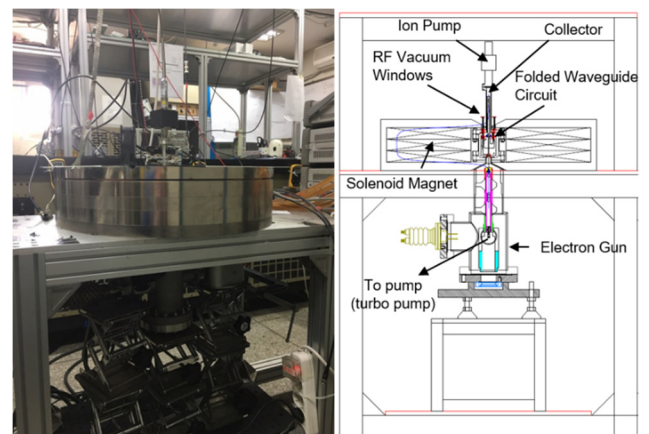 Ion Pump
Collector
RF Vacuum
Windows
Folded Waveguide
Circuit
Solenoid Magnet
Electron Gun
To pump
(turbo pump)